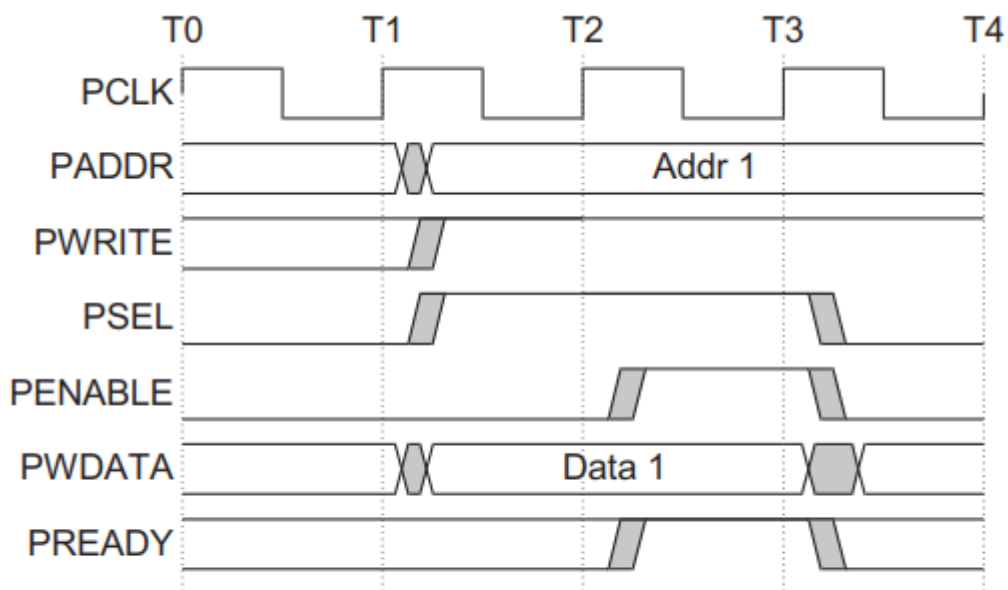 T0 T1 T2 T3 T4
PCLK
PADDR Addr 1
PWRITE
PSEL
PENABLE
PWDATA Data 1
PREADY